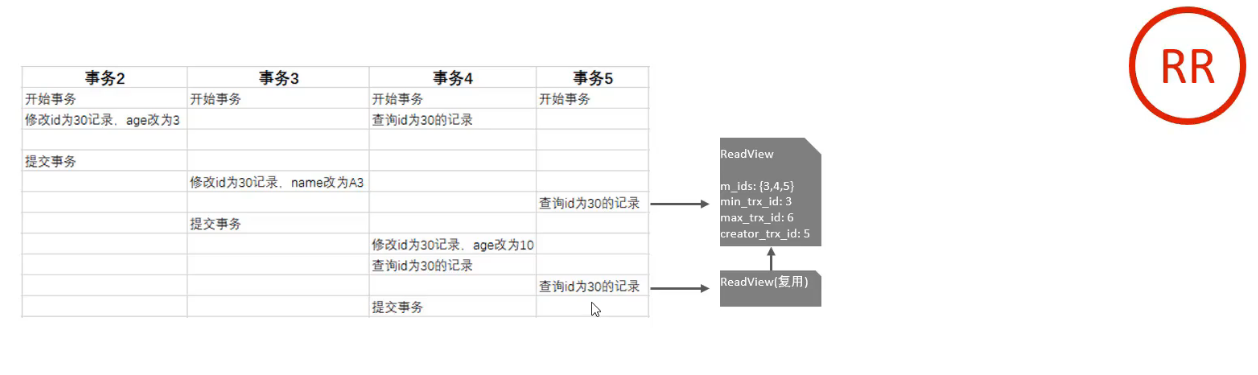 RR
事务2 事务3 事务4 事务5
开始事务 开始事务 开始事务 开始事务
修改id为30记录，age改为3 查询id为30的记录
提交事务
修改id为30记录，name改为A3
查询id为30的记录
提交事务
修改id为30记录，age改为10
查询id为30的记录
查询id为30的记录
提交事务
ReadView
m_ids: {3,4,5}
min_trx_id: 3
max_trx_id: 6
creator_trx_id: 5
ReadView(复用)